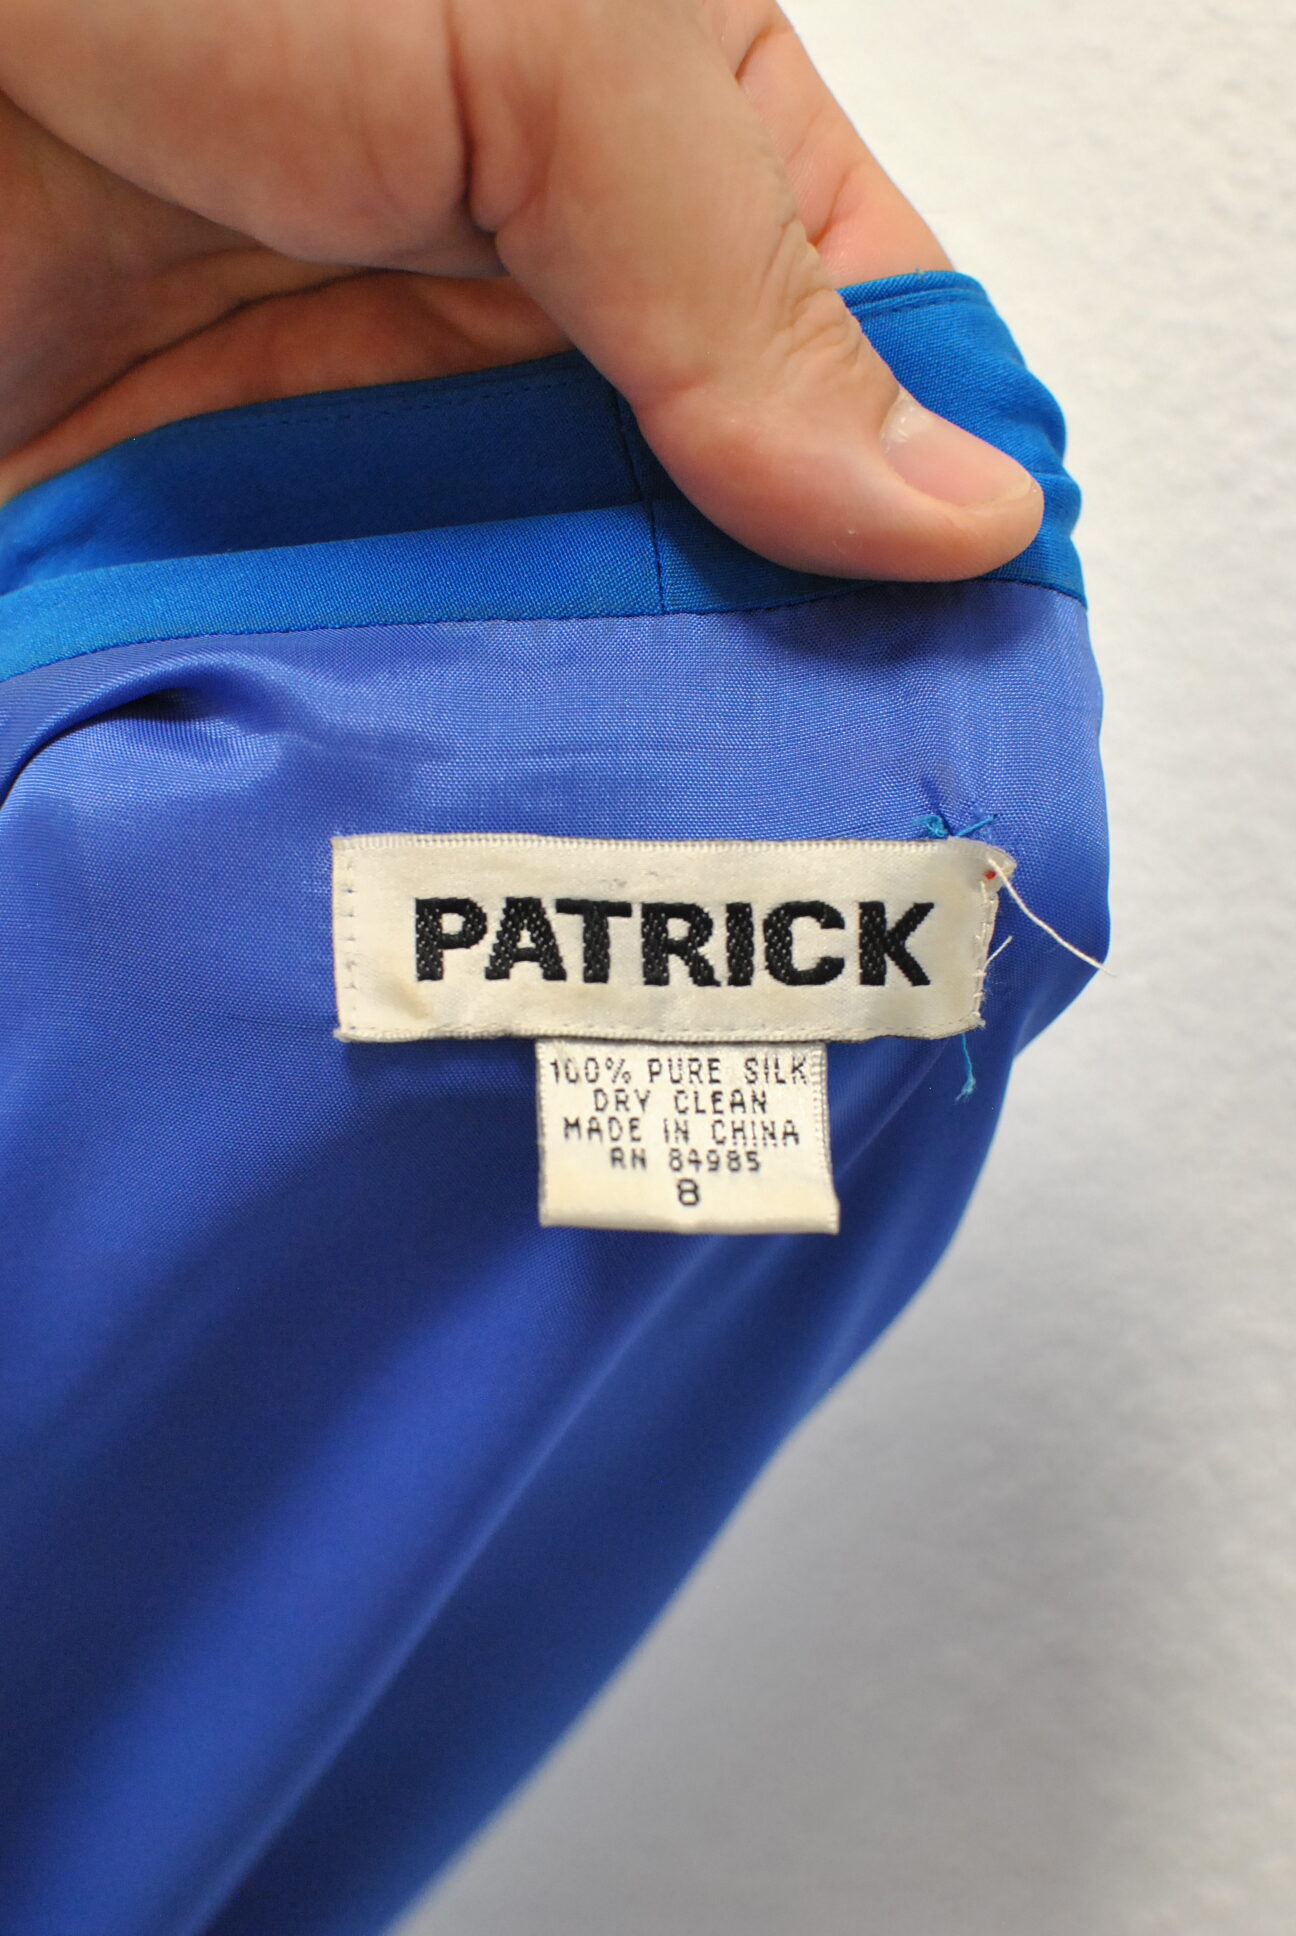 PATRICK
100% PURE SILK
DRY CLEAN
MADE IN CHINA
RN 84985
8